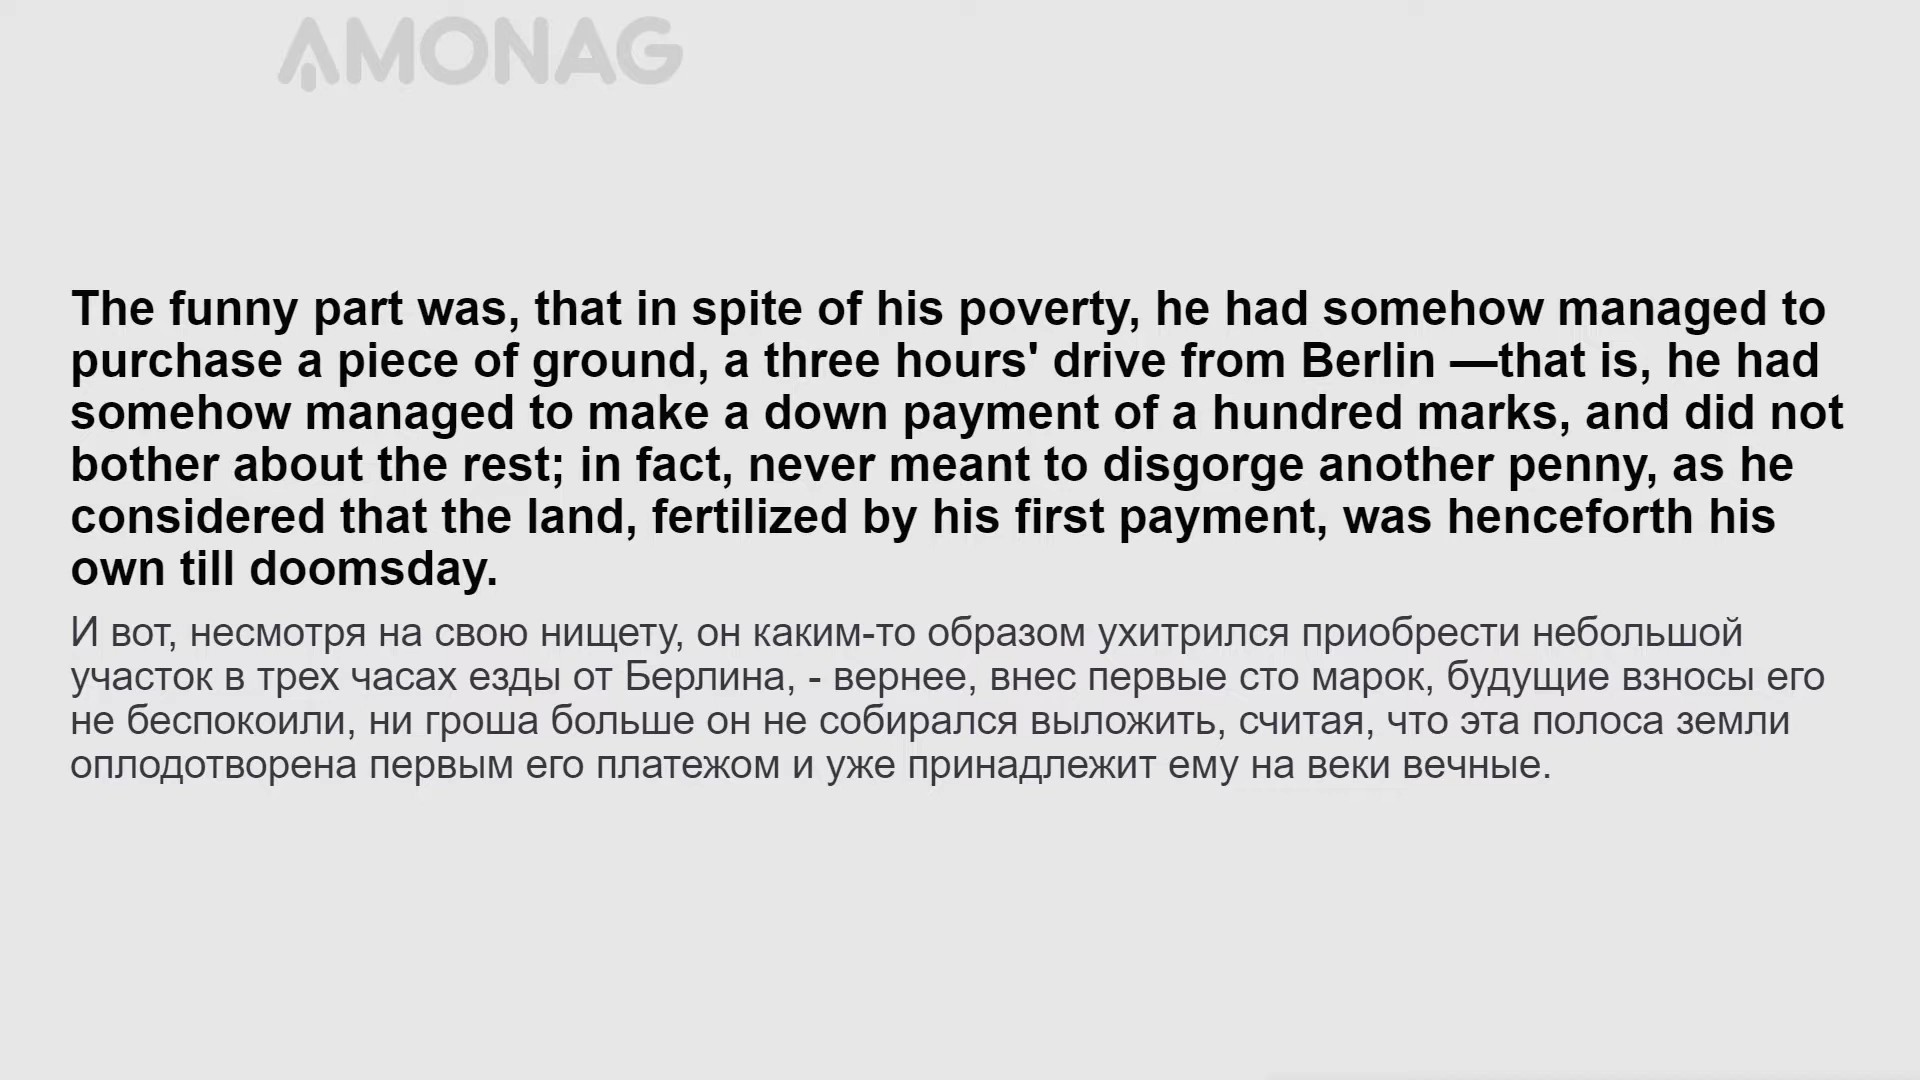 AMONAG
The funny part was, that in spite of his poverty, he had somehow managed to
purchase a piece of ground, a three hours' drive from Berlin —that is, he had
somehow managed to make a down payment of a hundred marks, and did not
bother about the rest; in fact, never meant to disgorge another penny, as he
considered that the land, fertilized by his first payment, was henceforth his
own till doomsday.
И вот, несмотря на свою нищету, он каким-то образом ухитрился приобрести небольшой
участок в трех часах езды от Берлина, - вернее, внес первые сто марок, будущие взносы его
не беспокоили, ни гроша больше он не собирался выложить, считая, что эта полоса земли
оплодотворена первым его платежом и уже принадлежит ему на веки вечные.